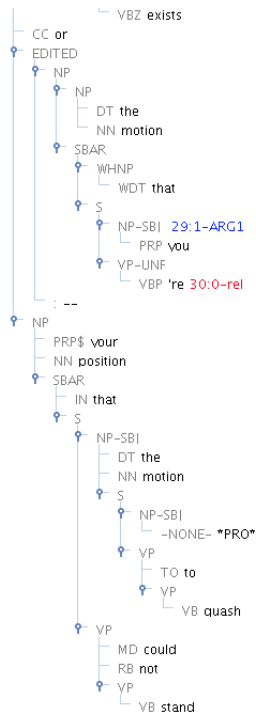 VBZ exists
CC or
EDITED
NP
NP
DT the
NN motion
SBAR
WHNP
WDT that
S
NP-SBJ 29:1-ARG1
PRP you
VP-UNF
VBP 're 30:0-rel
: --
NP
PRP$ your
NN position
SBAR
IN that
S
NP-SBJ
DT the
NN motion
S
NP-SBJ
-NONE- *PRO*
VP
TO to
VP
VB quash
VP
MD could
RB not
VP
VB stand